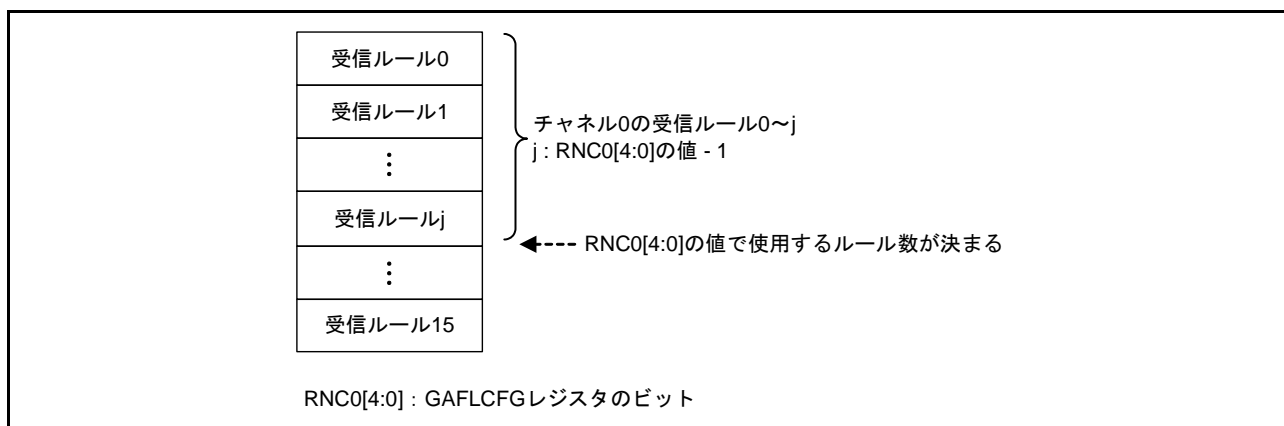 受信ルール0
受信ルール1
⋮
受信ルールj
⋮
受信ルール15
チャネル0の受信ルール0～j
j : RNC0[4:0]の値 - 1
RNC0[4:0]の値で使用するルール数が決まる
RNC0[4:0]：GAFLCFGレジスタのビット